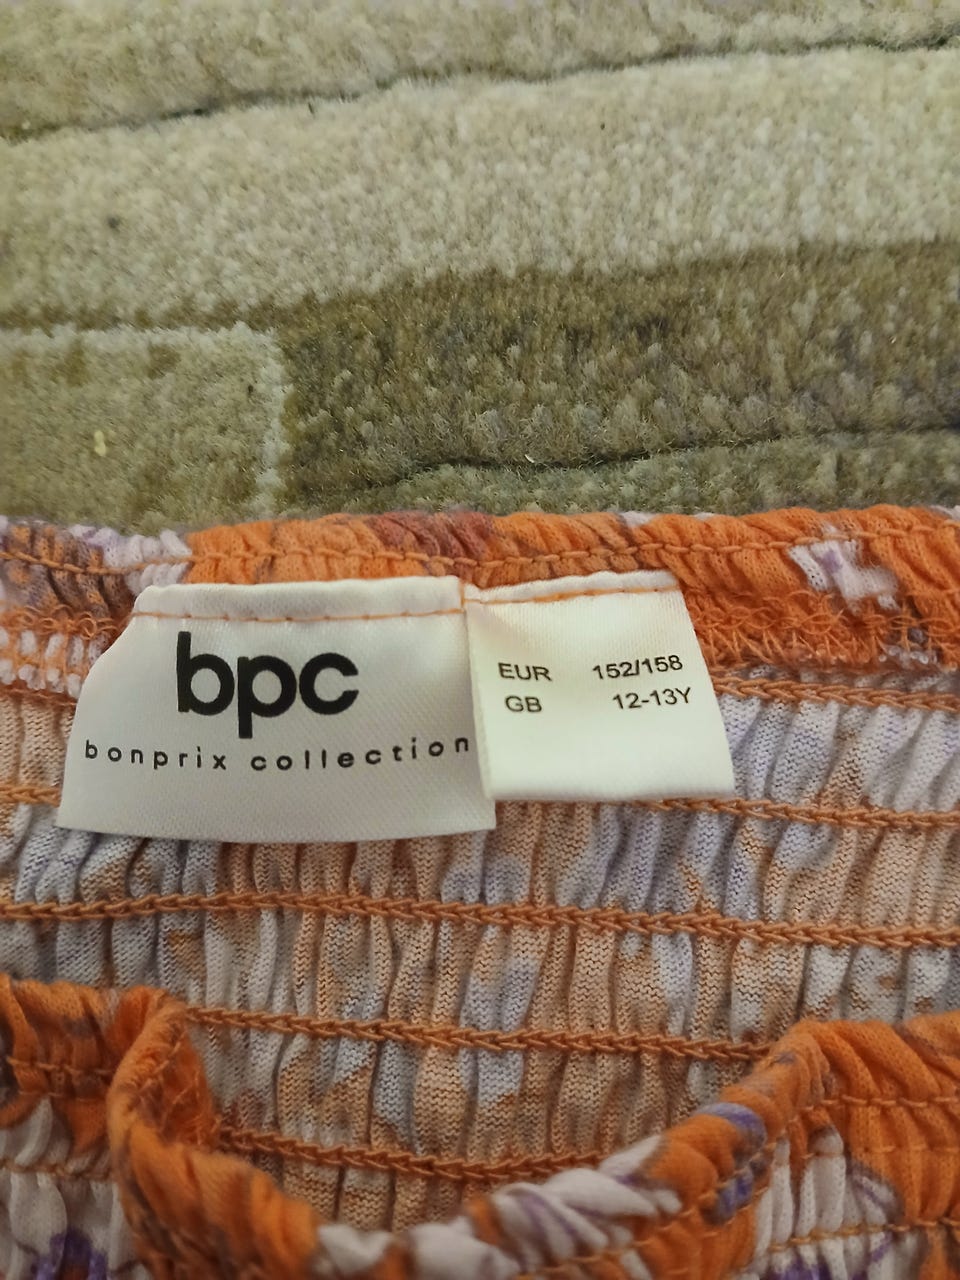 bpc
bonprix collection
EUR 152/158
GB 12-13Y